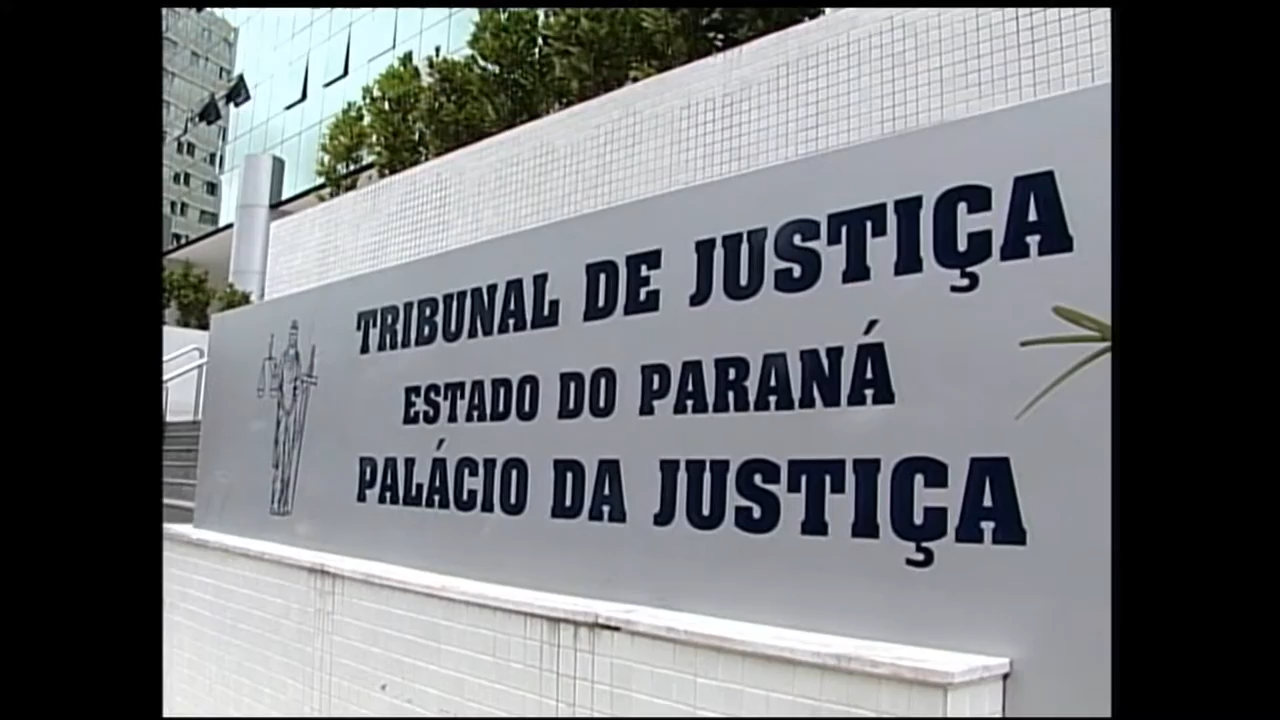 TRIBUNAL DE JUSTIÇA
ESTADO DO PARANÁ
PALÁCIO DA JUSTIÇA